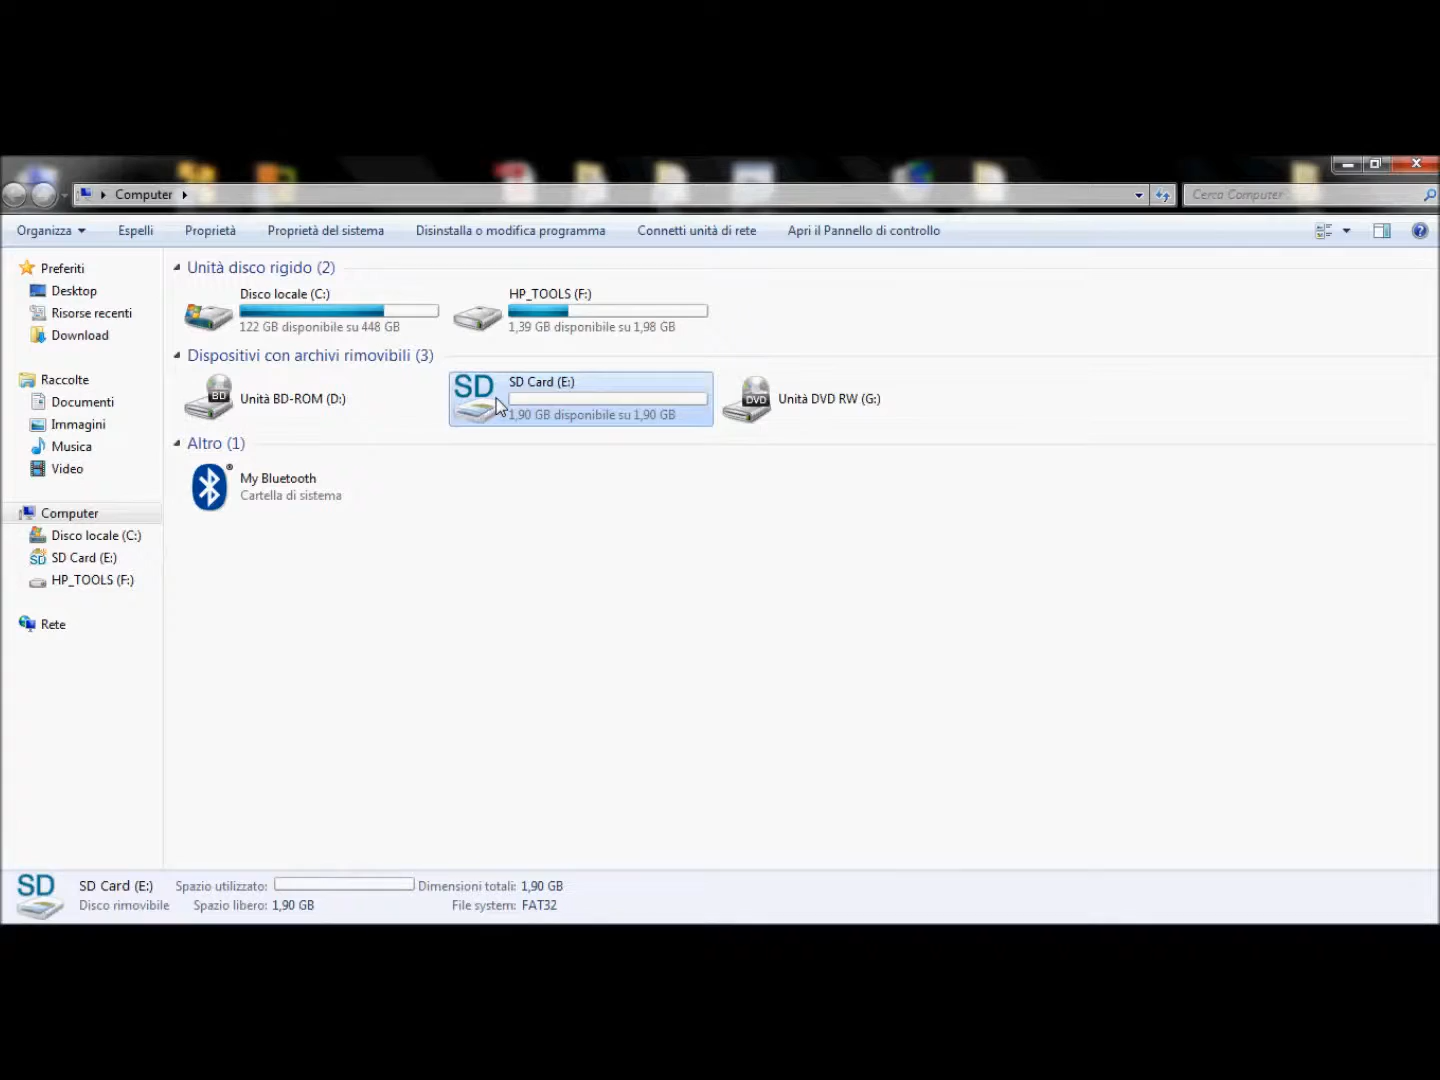 Computer
Cerca Computer
Organizza Espelli Proprietà Proprietà del sistema Disinstalla o modifica programma Connetti unità di rete Apri il Pannello di controllo
Preferiti
Desktop
Risorse recenti
Download
Raccolte
Documenti
Immagini
Musica
Video
Computer
Disco locale (C:)
SD SD Card (E:)
HP_TOOLS (F:)
Rete
Unità disco rigido (2)
Disco locale (C:)
122 GB disponibile su 448 GB
HP_TOOLS (F:)
1,39 GB disponibile su 1,98 GB
Dispositivi con archivi rimovibili (3)
BD Unità BD-ROM (D:)
SD
SD Card (E:)
1,90 GB disponibile su 1,90 GB
DVD Unità DVD RW (G:)
Altro (1)
My Bluetooth
Cartella di sistema
SD
SD Card (E:) Spazio utilizzato: Dimensioni totali: 1,90 GB
Disco rimovibile Spazio libero: 1,90 GB File system: FAT32